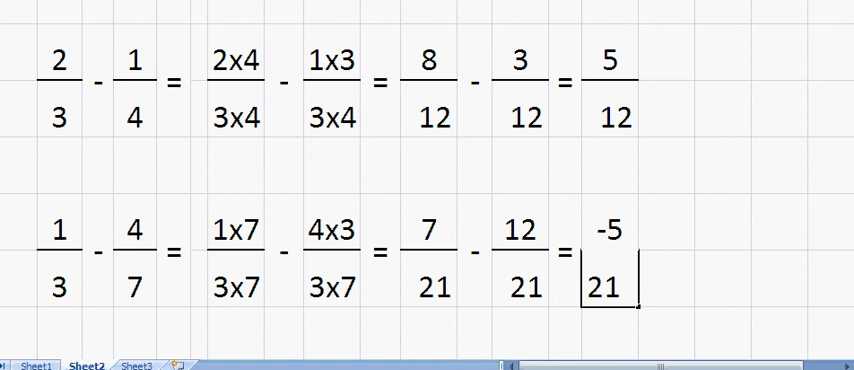 2 1 2x4 1x3 8 3 5
- = - = - =
3 4 3x4 3x4 12 12 12
1 4 1x7 4x3 7 12 -5
- = - = - =
3 7 3x7 3x7 21 21 21
Sheet1 Sheet2 Sheet3